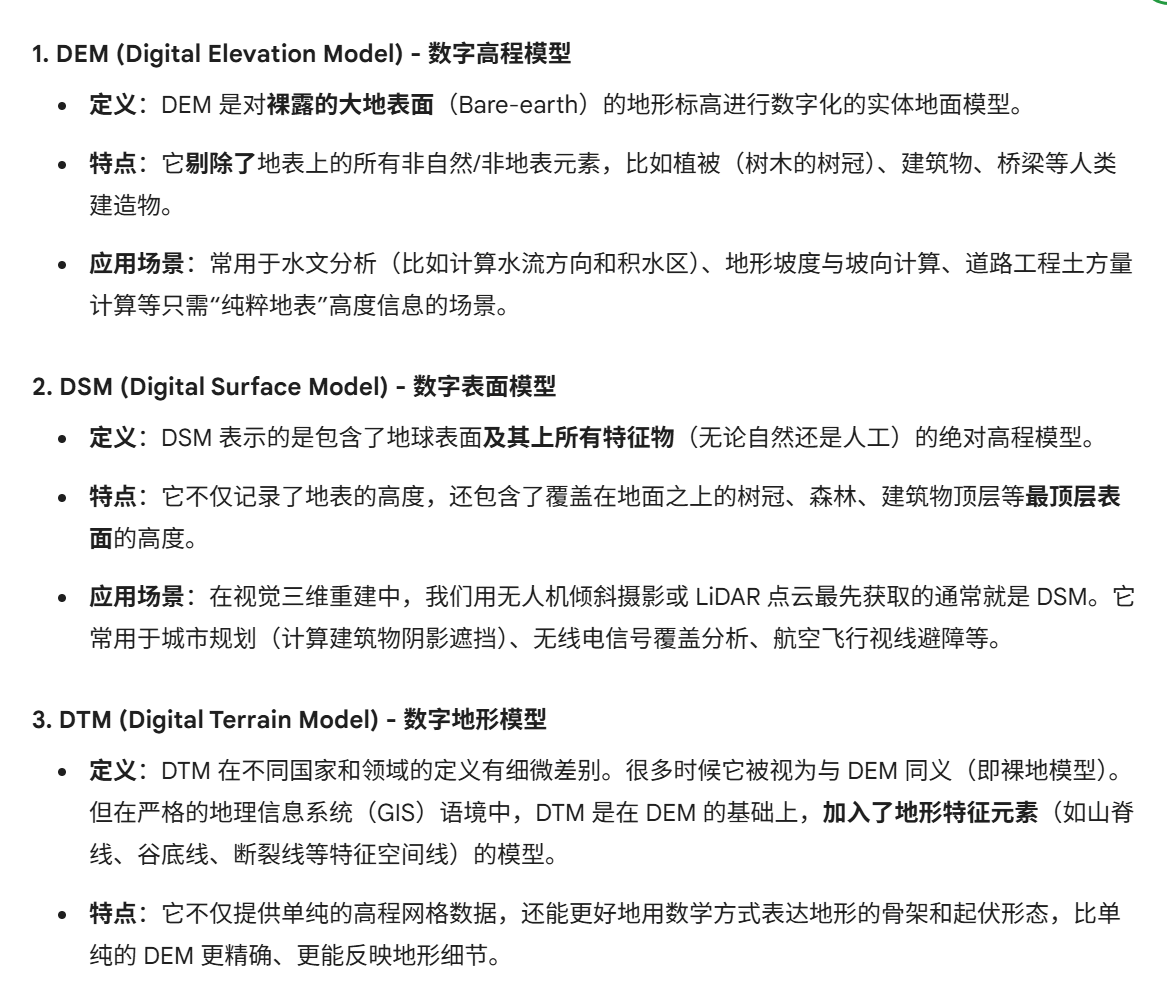 1. DEM (Digital Elevation Model) - 数字高程模型
• 定义：DEM 是对裸露的大地表面（Bare-earth）的地形标高进行数字化的实体地面模型。
• 特点：它剔除了地表上的所有非自然/非地表元素，比如植被（树木的树冠）、建筑物、桥梁等人类
建造物。
• 应用场景：常用于水文分析（比如计算水流方向和积水区）、地形坡度与坡向计算、道路工程土方量
计算等只需“纯粹地表”高度信息的场景。
2. DSM (Digital Surface Model) - 数字表面模型
• 定义：DSM 表示的是包含了地球表面及其上所有特征物（无论自然还是人工）的绝对高程模型。
• 特点：它不仅记录了地表的高度，还包含了覆盖在地面之上的树冠、森林、建筑物顶层等最顶层表
面的高度。
• 应用场景：在视觉三维重建中，我们用无人机倾斜摄影或 LiDAR 点云最先获取的通常就是 DSM。它
常用于城市规划（计算建筑物阴影遮挡）、无线电信号覆盖分析、航空飞行视线避障等。
3. DTM (Digital Terrain Model) - 数字地形模型
• 定义：DTM 在不同国家和领域的定义有细微差别。很多时候它被视为与 DEM 同义（即裸地模型）。
但在严格的地理信息系统（GIS）语境中，DTM 是在 DEM 的基础上，加入了地形特征元素（如山脊
线、谷底线、断裂线等特征空间线）的模型。
• 特点：它不仅提供单纯的高程网格数据，还能更好地用数学方式表达地形的骨架和起伏形态，比单
纯的 DEM 更精确、更能反映地形细节。